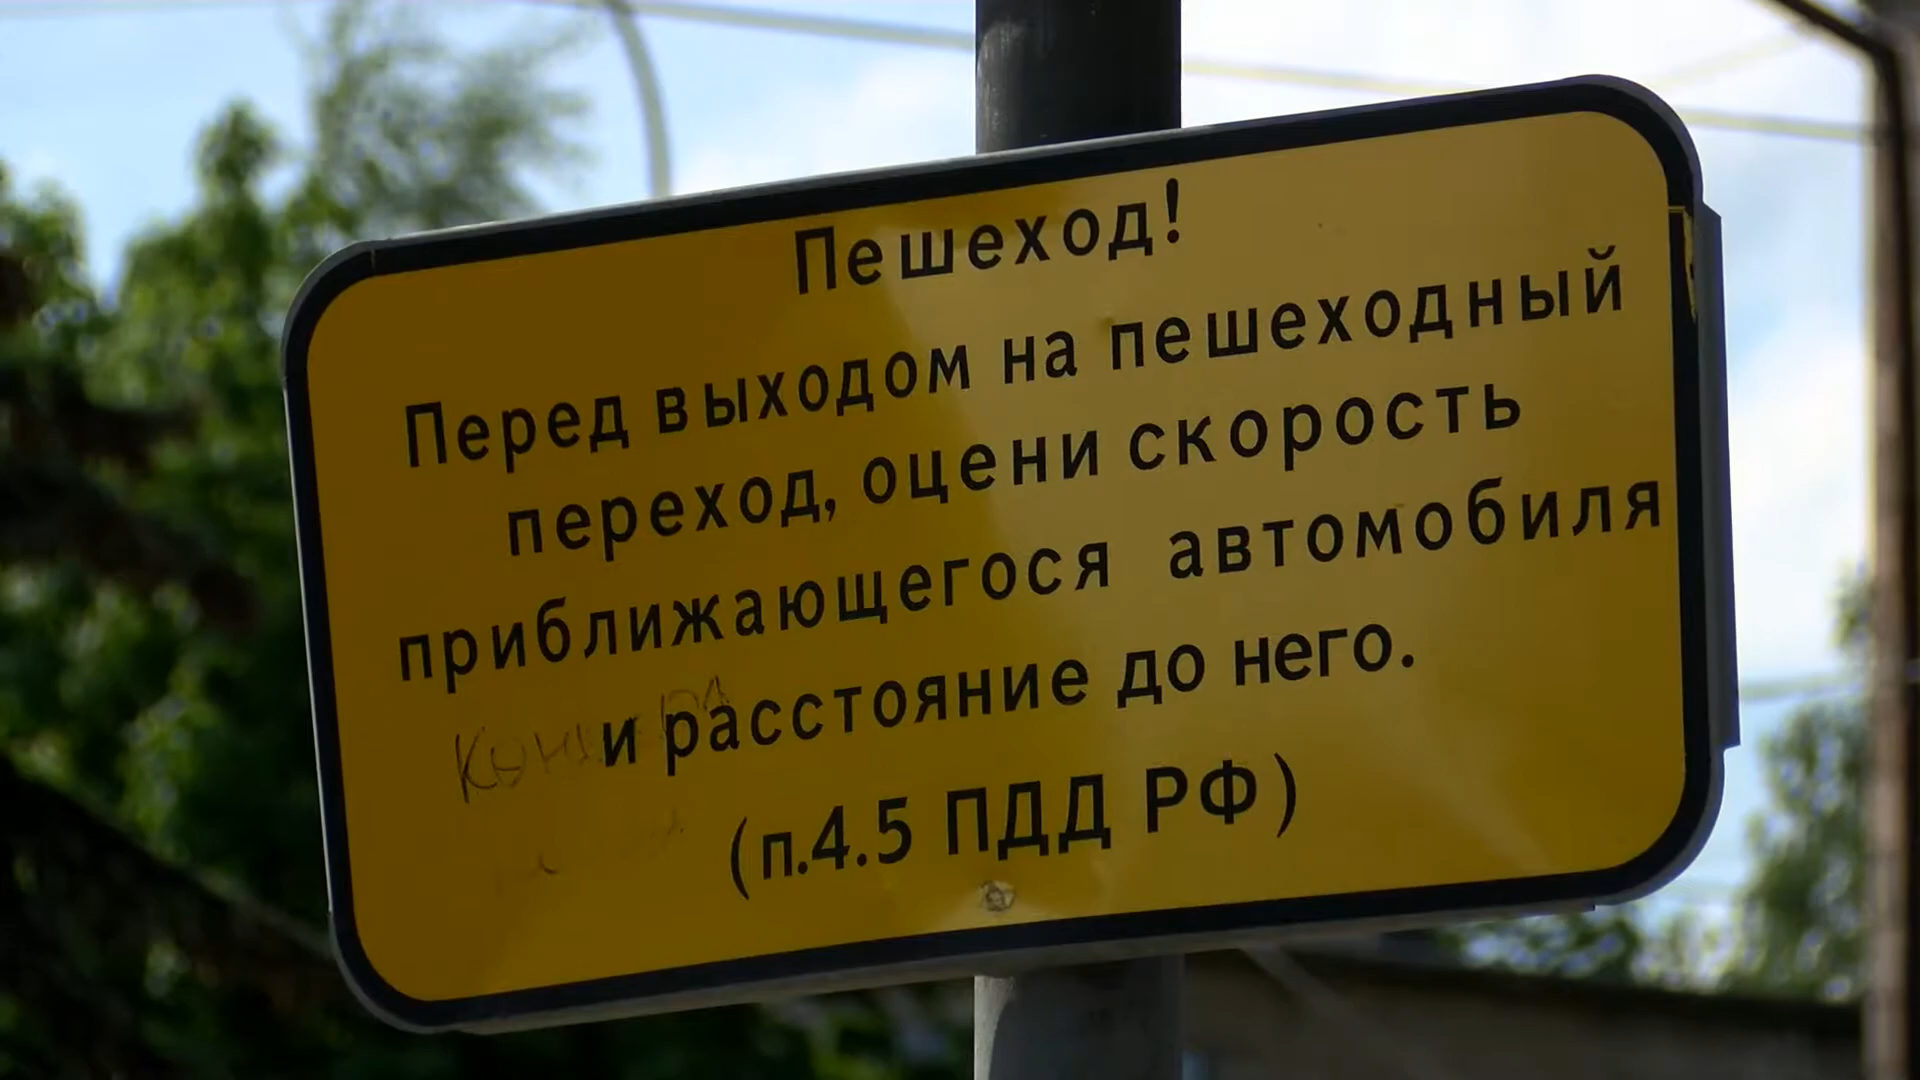 Пешеход!
Перед выходом на пешеходный
переход, оцени скорость
приближающегося автомобиля
и расстояние до него.
(п.4.5 ПДД РФ)